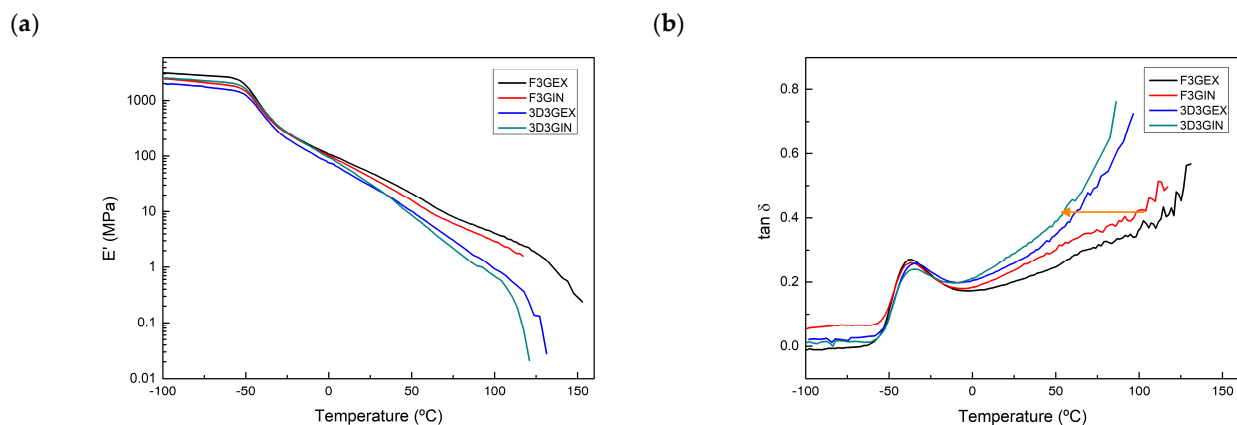 (a)
E' (MPa)
1000
100
10
1
0.1
0.01
-100
-50
0
50
100
150
Temperature (ºC)
F3GEX
F3GIN
3D3GEX
3D3GIN
(b)
tan δ
0.8
0.6
0.4
0.2
0.0
-100
-50
0
50
100
150
Temperature (ºC)
F3GEX
F3GIN
3D3GEX
3D3GIN